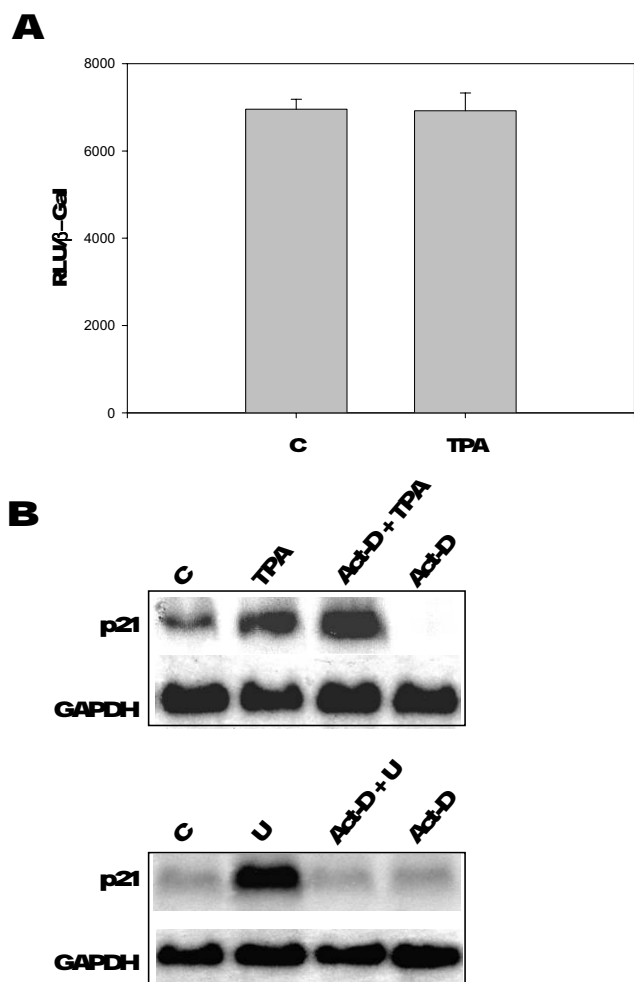 A
8000
6000
4000
2000
0
RLU/β-Gal
C TPA
B
C TPA Act-D + TPA Act-D
p21
GAPDH
C U Act-D + U Act-D
p21
GAPDH